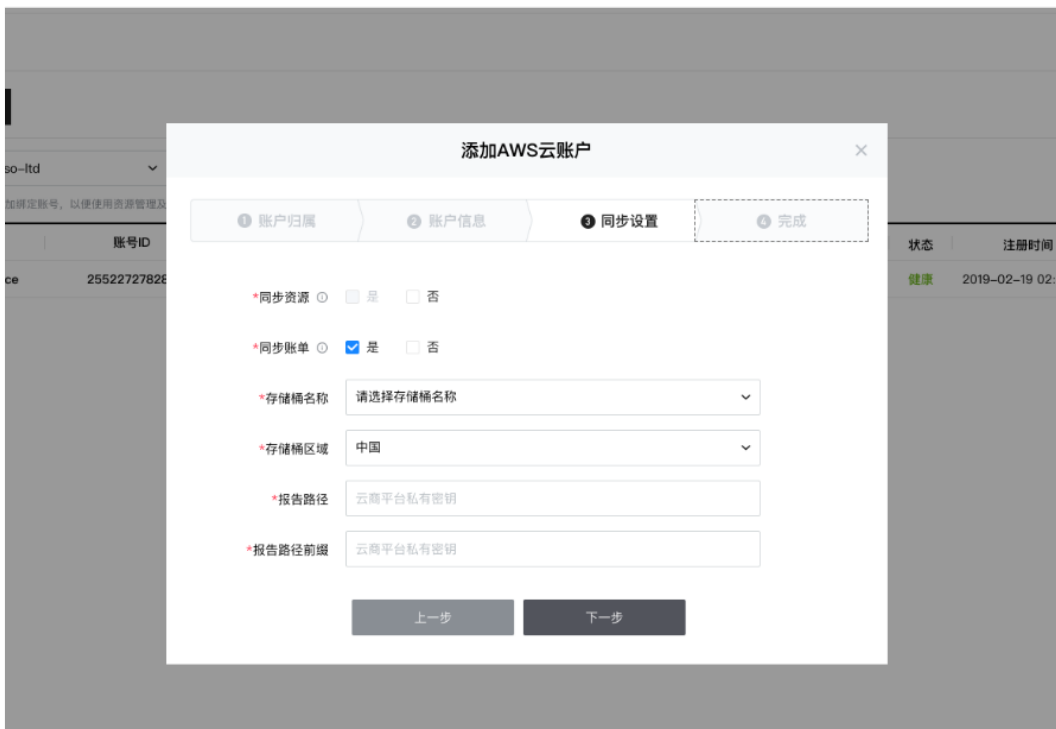 添加AWS云账户
so-ltd
加绑定账号，以便使用资源管理及
1 账户归属 2 账户信息 3 同步设置 4 完成
账号ID 状态 注册时间
ce 25522727828 健康 2019-02-19 02:
*同步资源 是 否
*同步账单 是 否
*存储桶名称 请选择存储桶名称
*存储桶区域 中国
*报告路径 云商平台私有密钥
*报告路径前缀 云商平台私有密钥
上一步 下一步